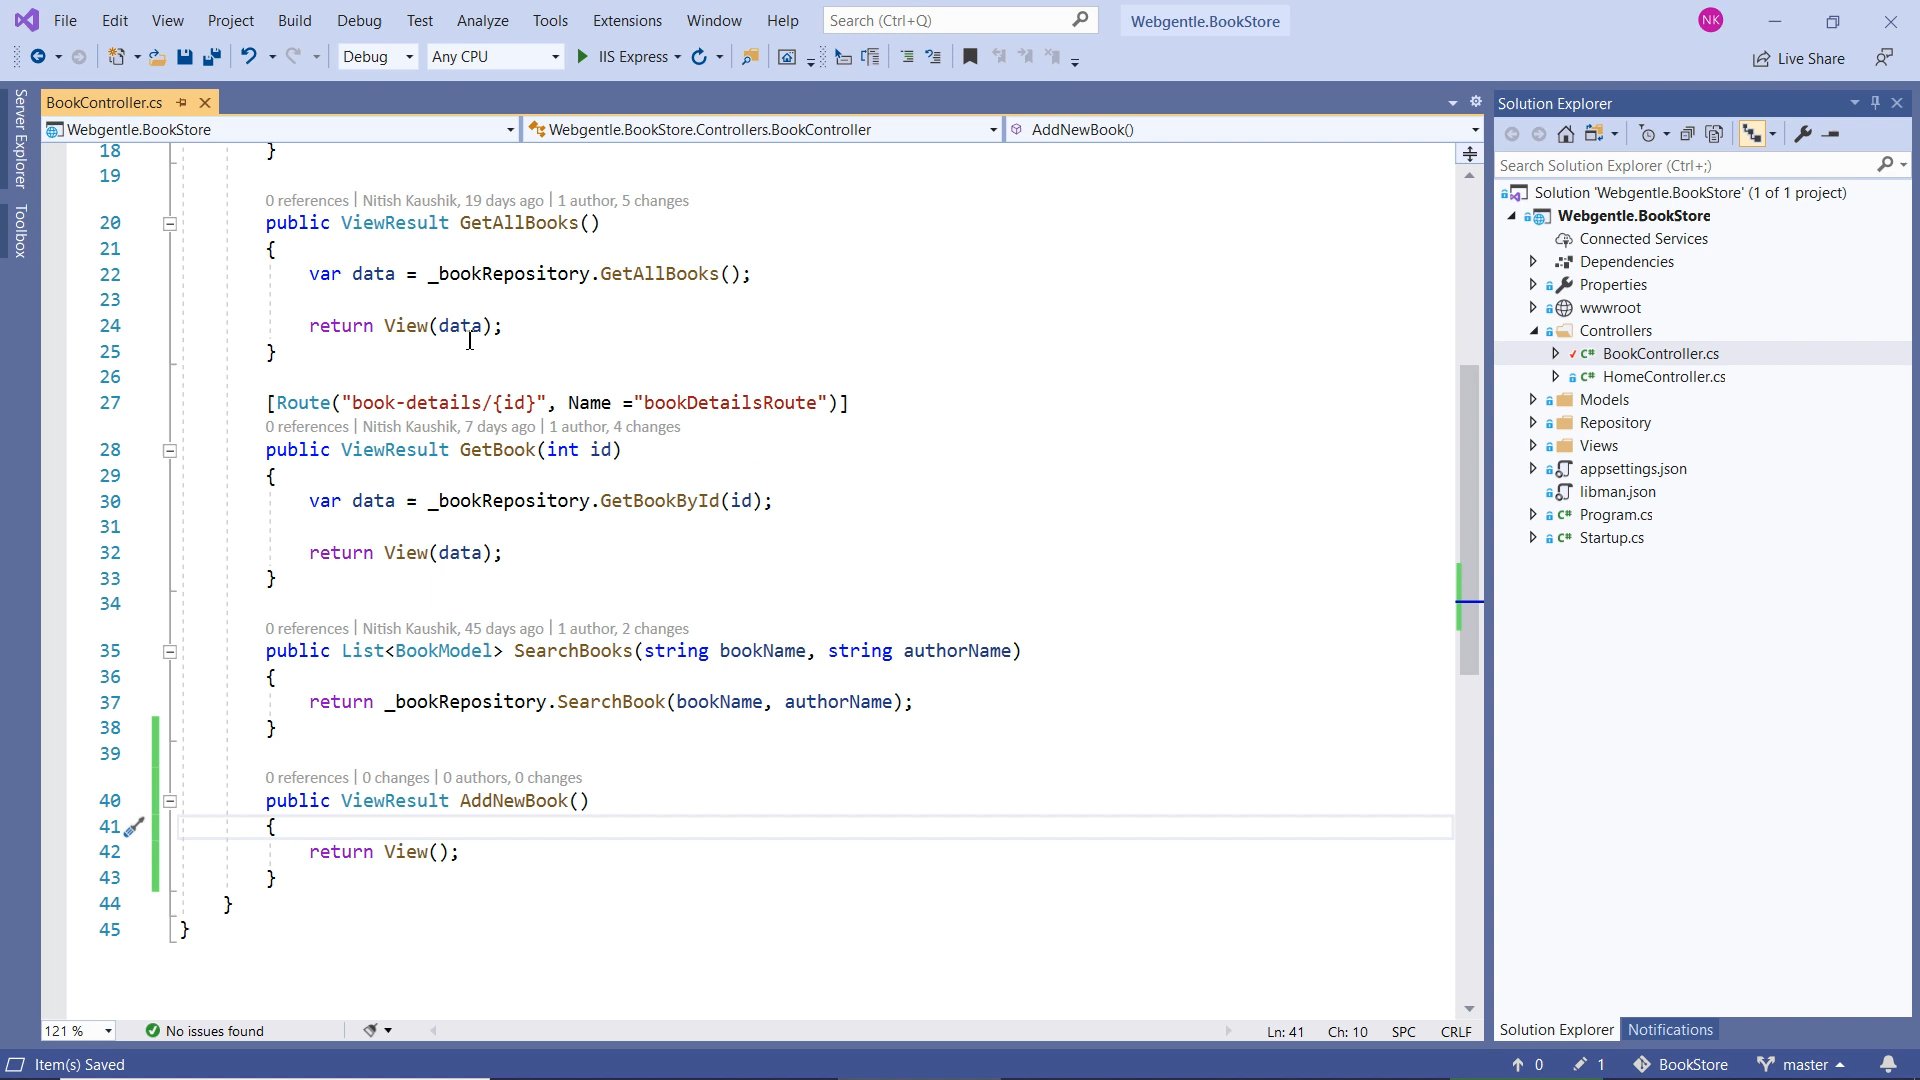 File Edit View Project Build Debug Test Analyze Tools Extensions Window Help Search (Ctrl+Q) Webgentle.BookStore NK
Debug Any CPU IIS Express Live Share
Server Explorer
Toolbox
BookController.cs
Webgentle.BookStore Webgentle.BookStore.Controllers.BookController AddNewBook()
18 }
19
0 references | Nitish Kaushik, 19 days ago | 1 author, 5 changes
20 public ViewResult GetAllBooks()
21 {
22 var data = _bookRepository.GetAllBooks();
23
24 return View(data);
25 }
26
27 [Route("book-details/{id}", Name ="bookDetailsRoute")]
0 references | Nitish Kaushik, 7 days ago | 1 author, 4 changes
28 public ViewResult GetBook(int id)
29 {
30 var data = _bookRepository.GetBookById(id);
31
32 return View(data);
33 }
34
0 references | Nitish Kaushik, 45 days ago | 1 author, 2 changes
35 public List<BookModel> SearchBooks(string bookName, string authorName)
36 {
37 return _bookRepository.SearchBook(bookName, authorName);
38 }
39
0 references | 0 changes | 0 authors, 0 changes
40 public ViewResult AddNewBook()
41 {
42 return View();
43 }
44 }
45 }
121 % No issues found Ln: 41 Ch: 10 SPC CRLF
Solution Explorer
Search Solution Explorer (Ctrl+;)
Solution 'Webgentle.BookStore' (1 of 1 project)
Webgentle.BookStore
Connected Services
Dependencies
Properties
wwwroot
Controllers
C# BookController.cs
C# HomeController.cs
Models
Repository
Views
appsettings.json
libman.json
C# Program.cs
C# Startup.cs
Solution Explorer Notifications
Item(s) Saved 0 1 BookStore master